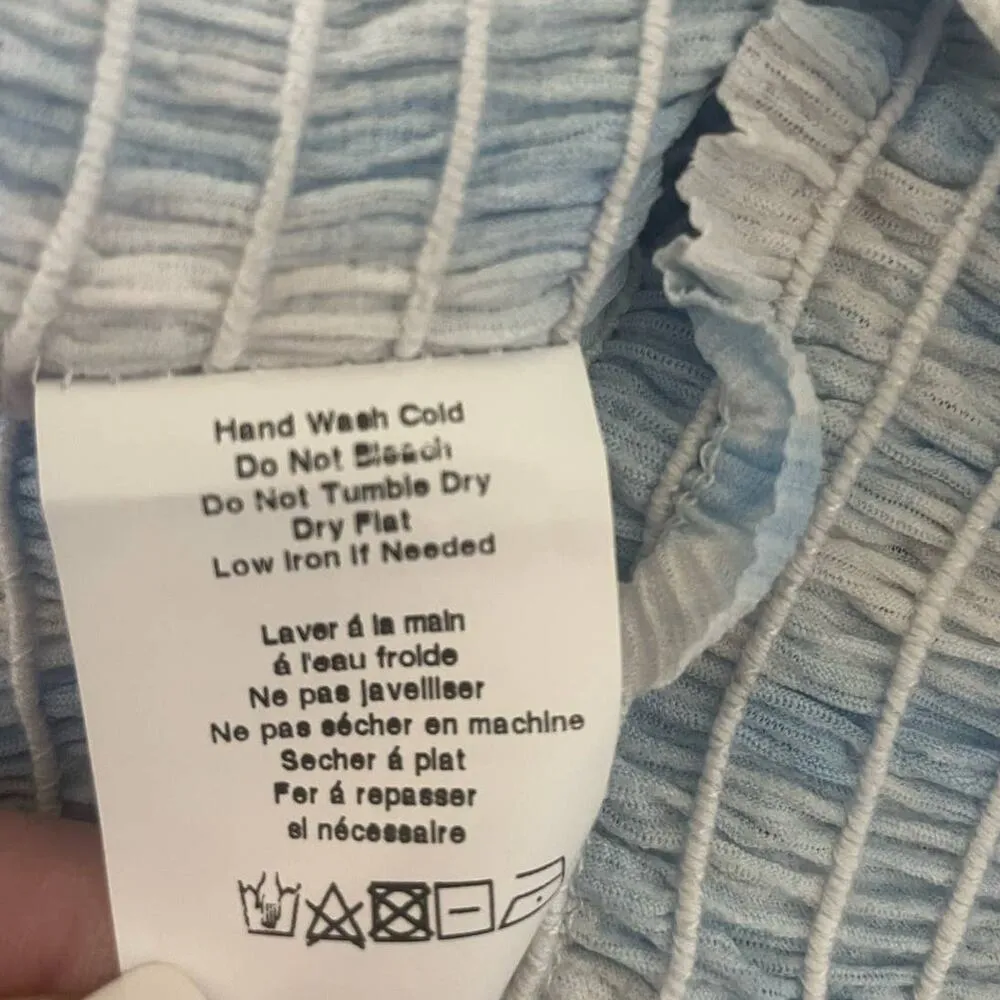 Hand Wash Cold
Do Not Bleach
Do Not Tumble Dry
Dry Flat
Low Iron If Needed
Laver á la main
á l'eau froide
Ne pas javelliser
Ne pas sécher en machine
Secher á plat
Fer á repasser
si nécessaire